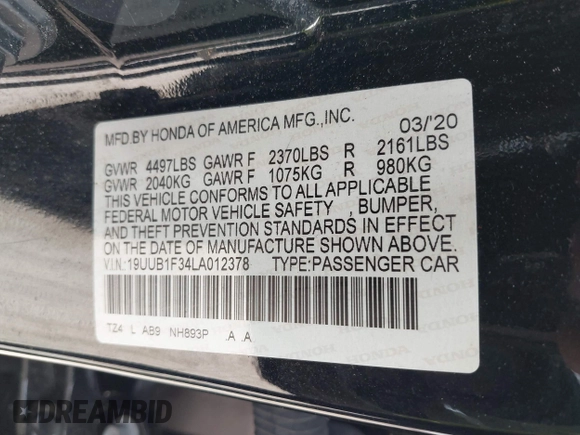 MFD.BY HONDA OF AMERICA MFG.,INC. 03/'20
GVWR 4497LBS GAWR F 2370LBS R 2161LBS
GVWR 2040KG GAWR F 1075KG R 980KG
THIS VEHICLE CONFORMS TO ALL APPLICABLE
FEDERAL MOTOR VEHICLE SAFETY , BUMPER,
AND THEFT PREVENTION STANDARDS IN EFFECT
ON THE DATE OF MANUFACTURE SHOWN ABOVE.
V.I.N.:19UUB1F34LA012378 TYPE:PASSENGER CAR
TZ4 L AB9 NH893P .A .A
HONDA HONDA
DREAMBID